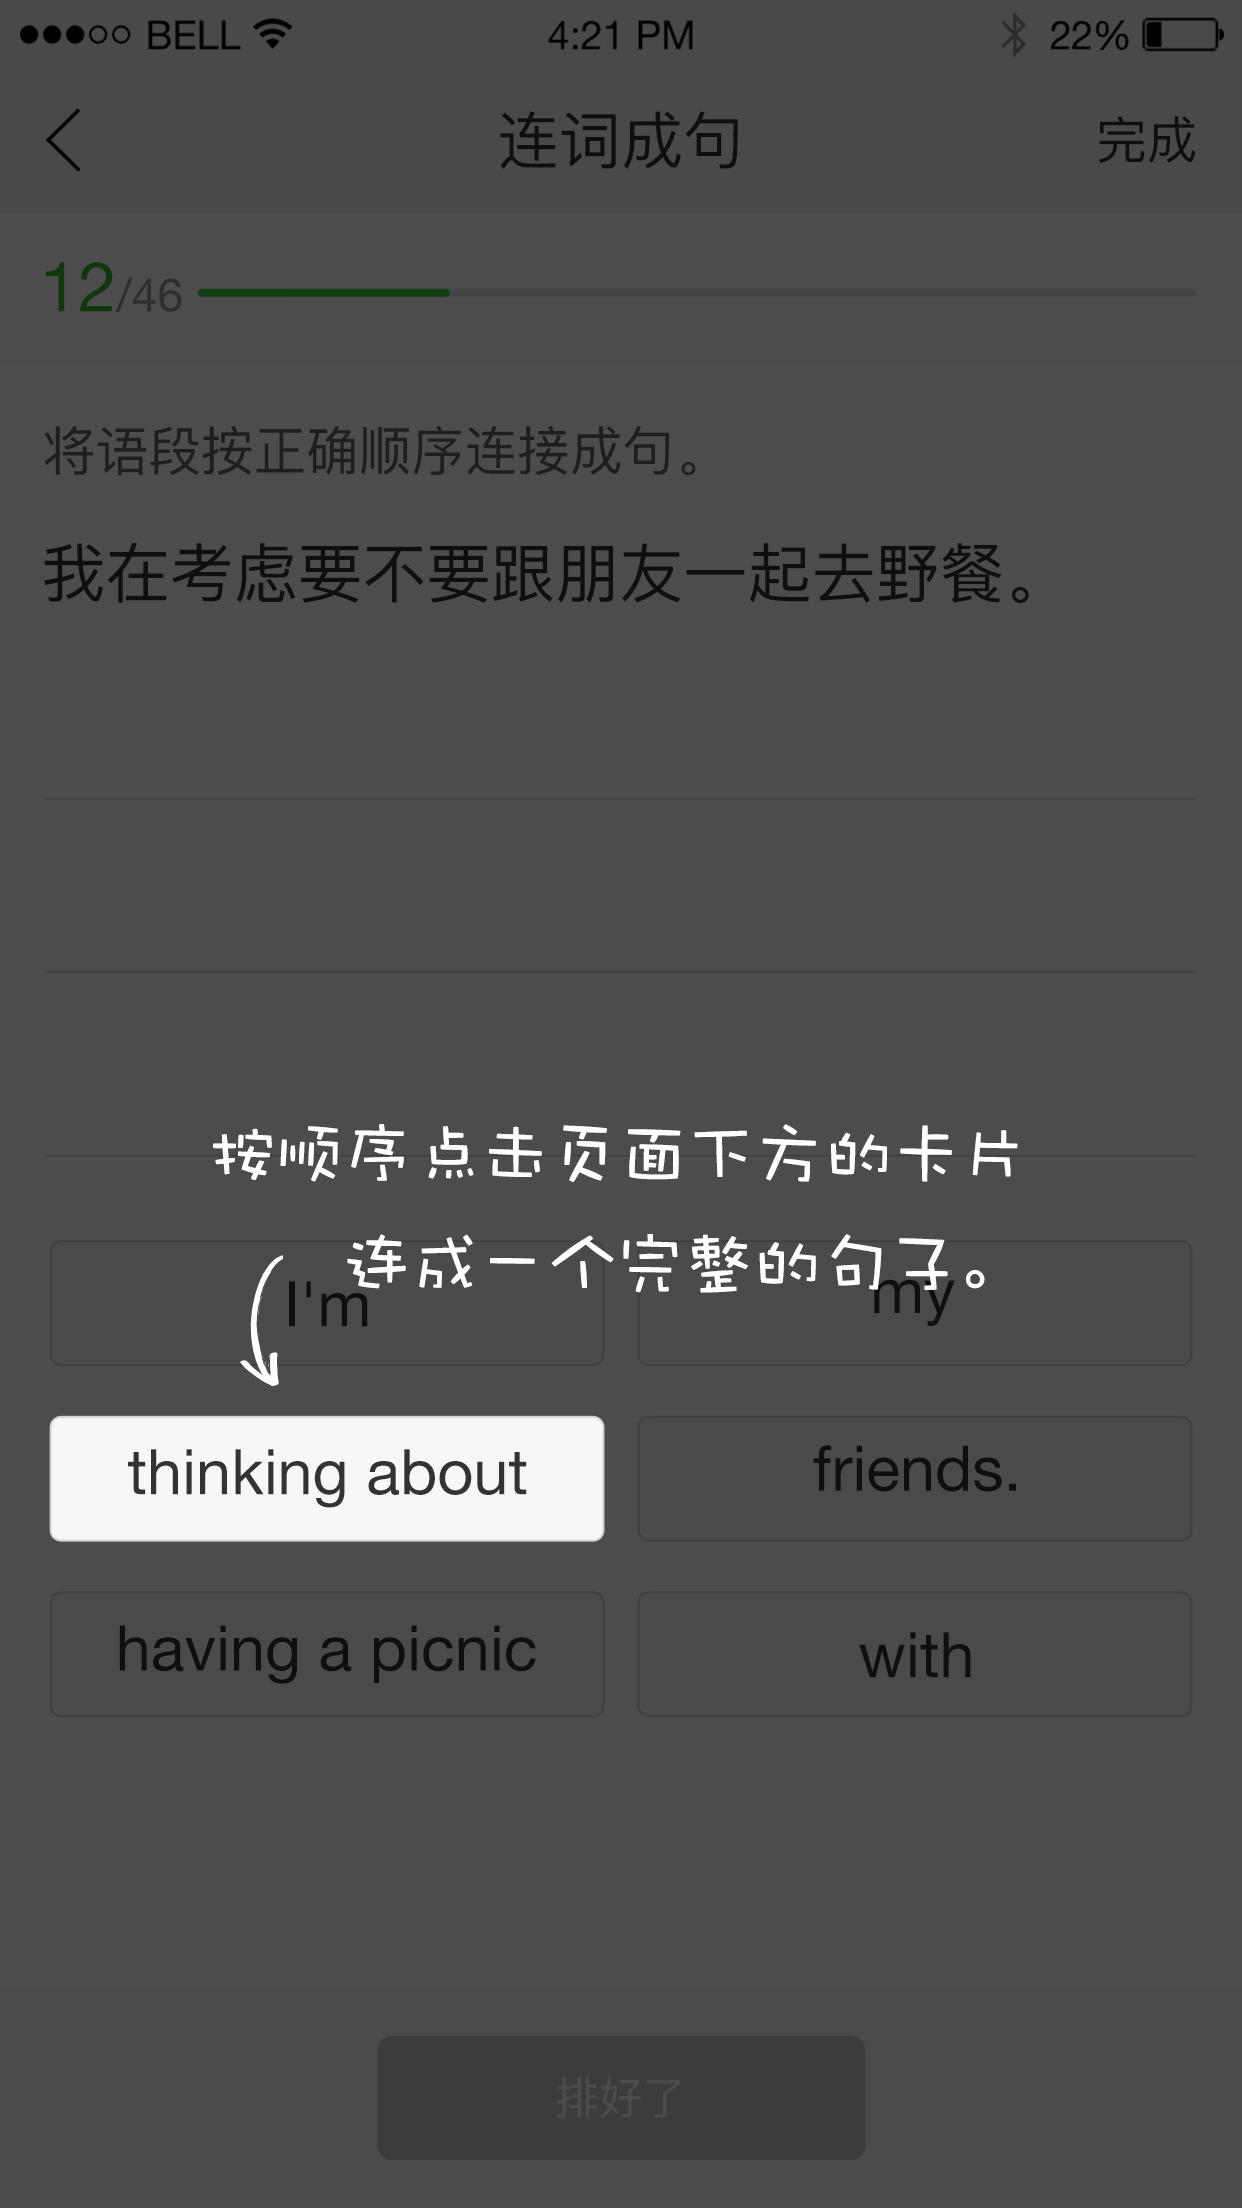 BELL 4:21 PM 22%
连词成句 完成
12/46
将语段按正确顺序连接成句。
我在考虑要不要跟朋友一起去野餐。
按顺序点击页面下方的卡片
连成一个完整的句子。
I'm my
thinking about friends.
having a picnic with
排好了